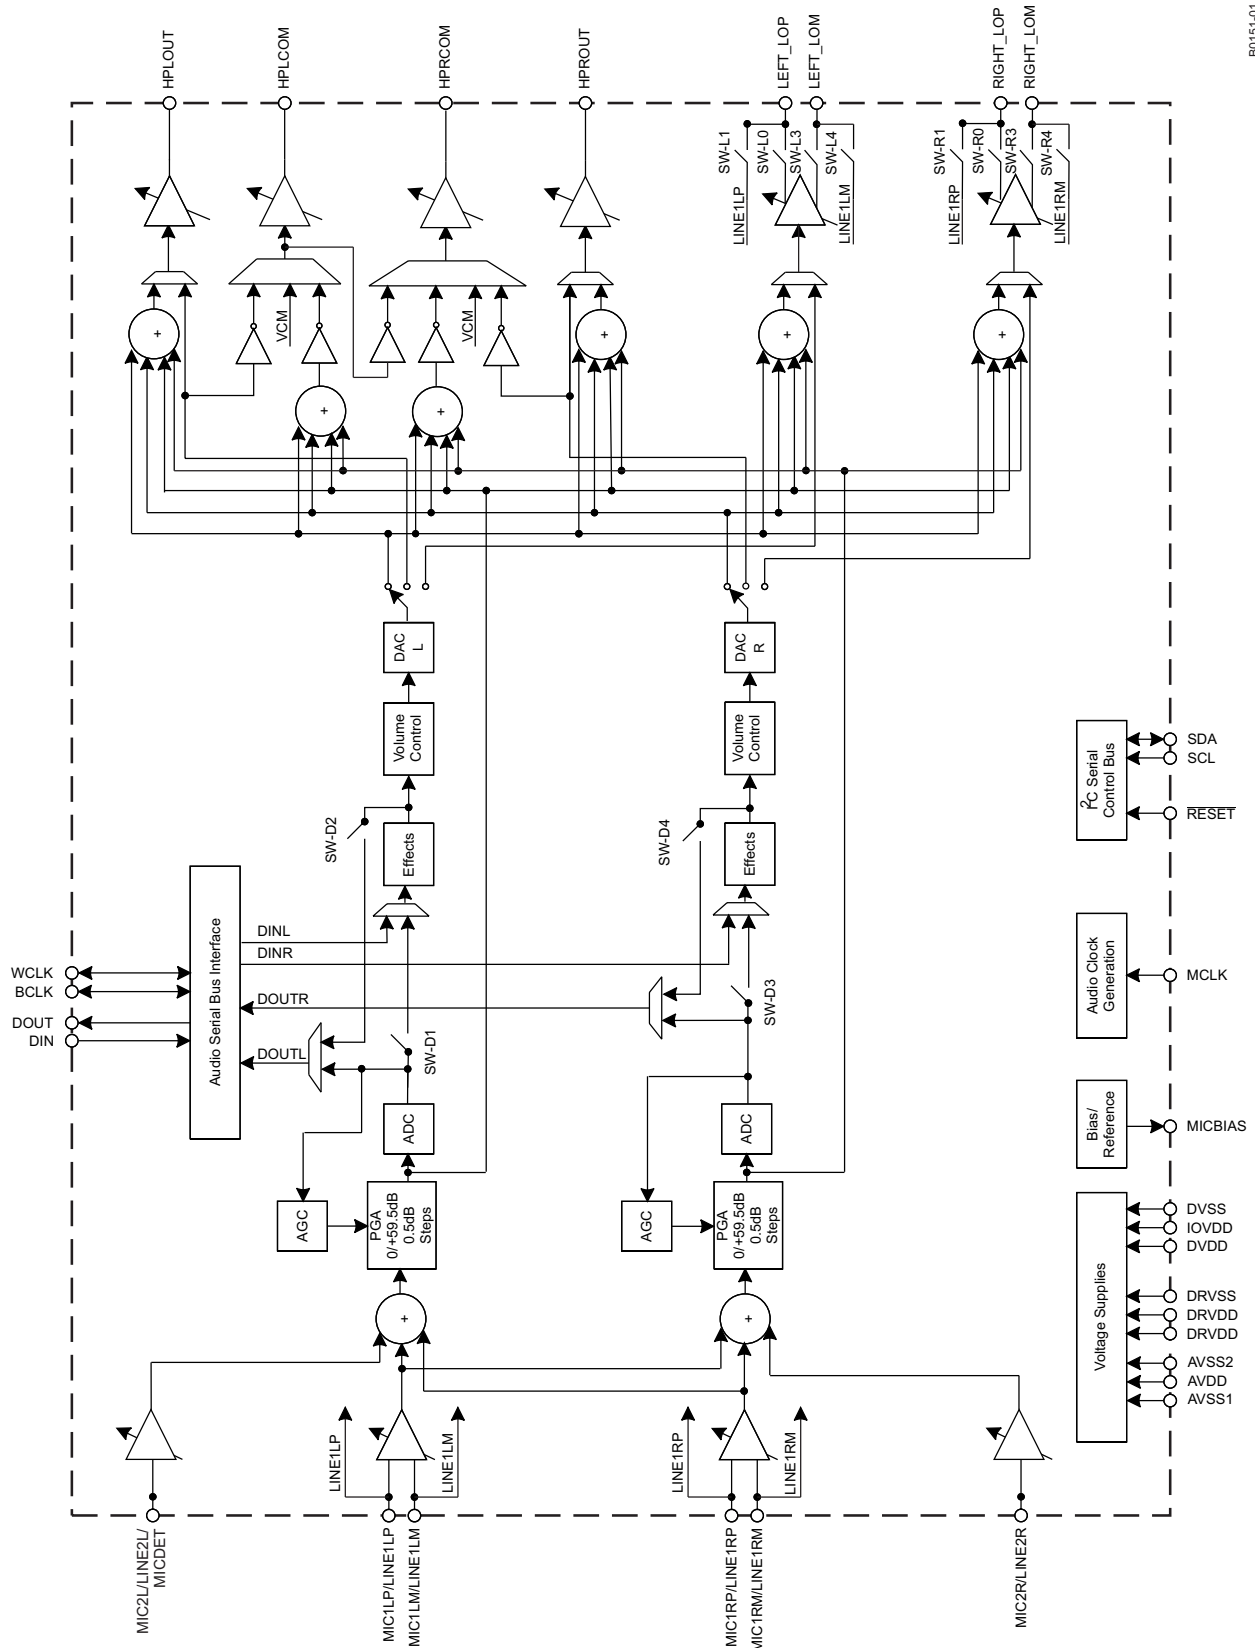 B0151-01
HPLOUT
HPLCOM
HPRCOM
HPROUT
LEFT_LOP
LEFT_LOM
RIGHT_LOP
RIGHT_LOM
SW-L1
SW-L0
SW-L3
SW-L4
LINE1LP
LINE1LM
SW-R1
SW-R0
SW-R3
SW-R4
LINE1RP
LINE1RM
VCM
VCM
+
+
+
+
+
+
DAC
L
DAC
R
Volume
Control
Volume
Control
SW-D2
SW-D4
Effects
Effects
I2C Serial
Control Bus
SDA
SCL
RESET
Audio Serial Bus Interface
DINL
DINR
DOUTR
DOUTL
WCLK
BCLK
DOUT
DIN
SW-D1
SW-D3
Audio Clock
Generation
MCLK
ADC
ADC
Bias/
Reference
MICBIAS
AGC
PGA
0/+59.5dB
0.5dB
Steps
AGC
PGA
0/+59.5dB
0.5dB
Steps
Voltage Supplies
DVSS
IOVDD
DVDD
DRVSS
DRVDD
DRVDD
AVSS2
AVDD
AVSS1
+
+
LINE1LP
LINE1LM
LINE1RP
LINE1RM
MIC2L/LINE2L/
MICDET
MIC1LP/LINE1LP
MIC1LM/LINE1LM
MIC1RP/LINE1RP
MIC1RM/LINE1RM
MIC2R/LINE2R